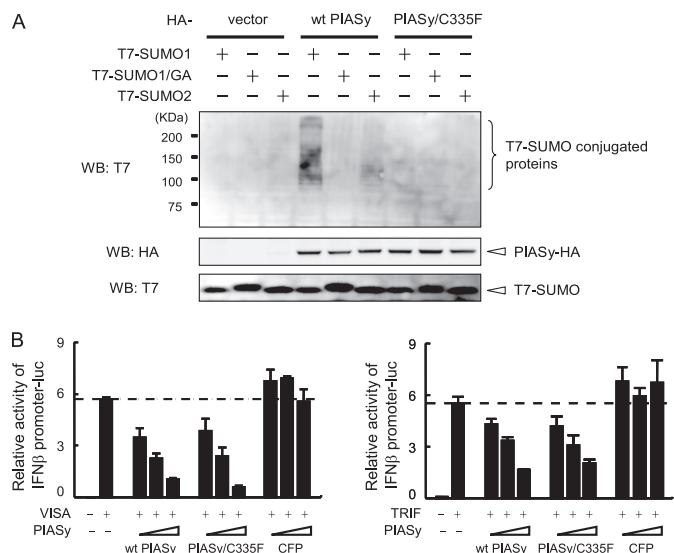 A
HA-
vector
wt PIASy
PIASy/C335F
T7-SUMO1 + – – + – – + – –
T7-SUMO1/GA – + – – + – – + –
T7-SUMO2 – – + – – + – – +
(KDa)
200
150
100
75
WB: T7
T7-SUMO conjugated
proteins
WB: HA
PIASy-HA
WB: T7
T7-SUMO
B
Relative activity of
IFNβ promoter-luc
9
6
3
0
VISA – + + + + + + + + + +
PIASy – –
wt PIASy
PIASy/C335F
CFP
Relative activity of
IFNβ promoter-luc
9
6
3
0
TRIF – + + + + + + + + + +
PIASy – –
wt PIASy
PIASy/C335F
CFP